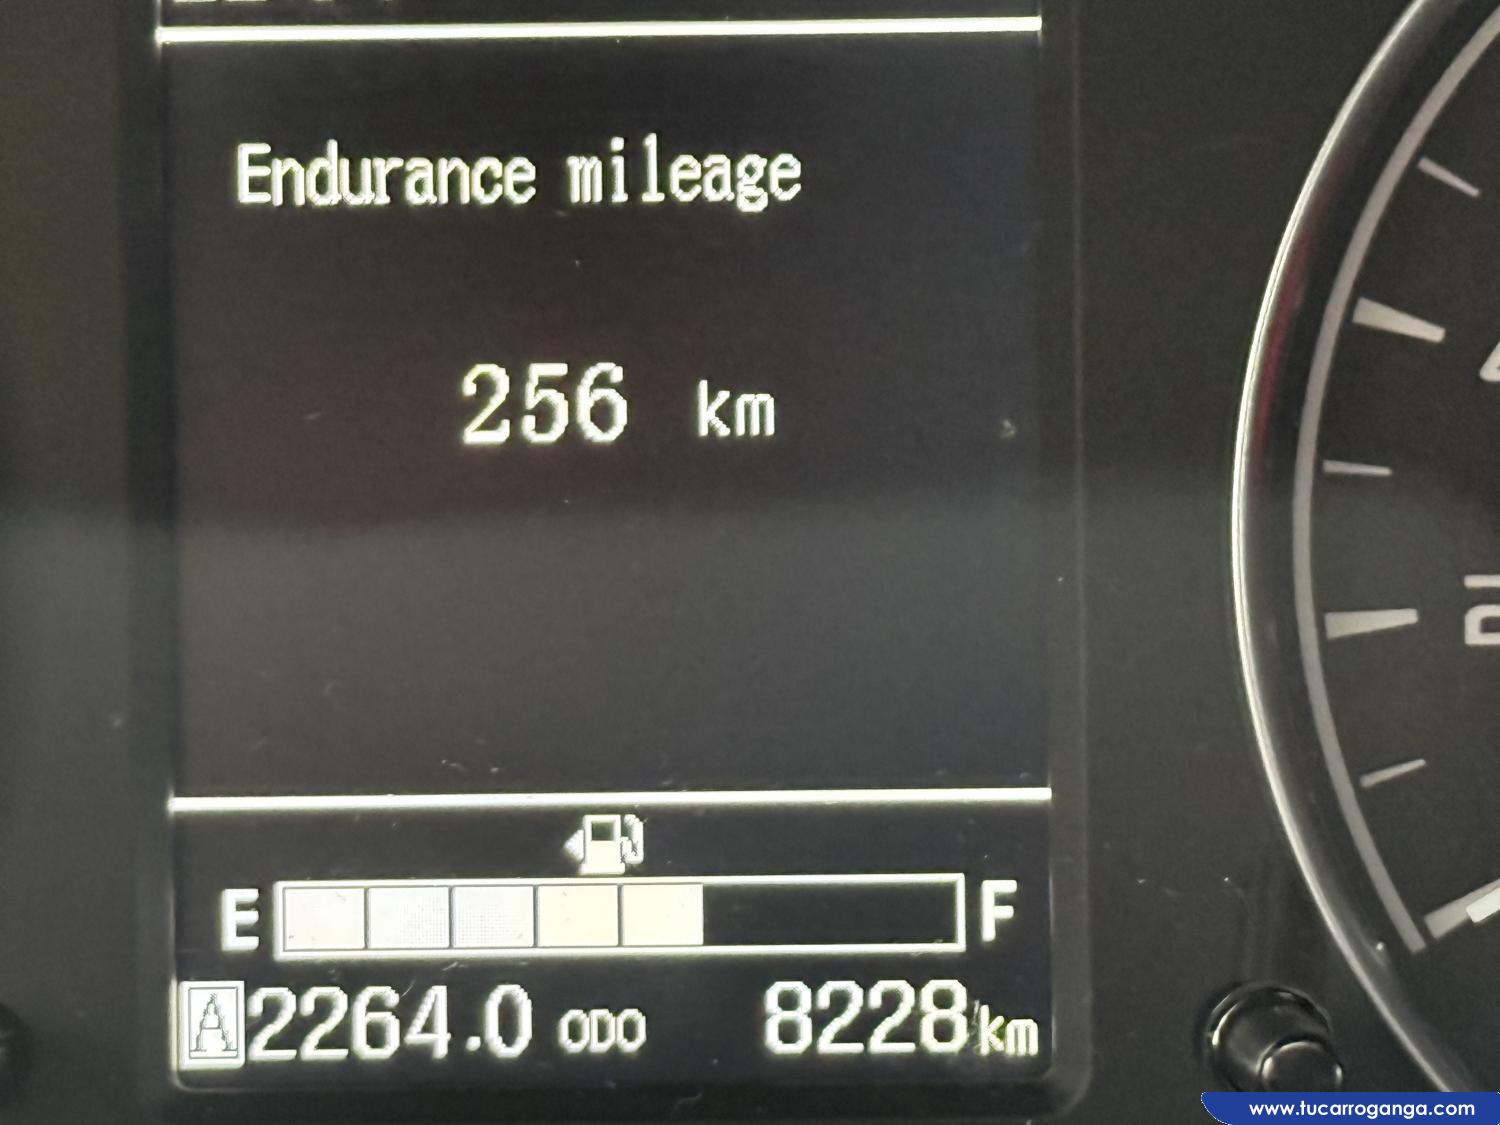 Endurance mileage
256 km
E F
A 2264.0 ODO 8228 km
www.tucarroganga.com